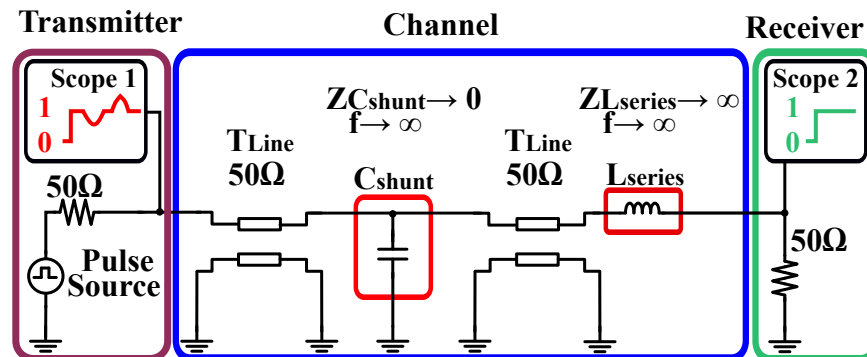 Transmitter
Channel
Receiver
Scope 1
1
0
Scope 2
1
0
ZCshunt→ 0
f→ ∞
ZLseries→ ∞
f→ ∞
TLine
50Ω
TLine
50Ω
50Ω
Cshunt
Lseries
50Ω
Pulse
Source